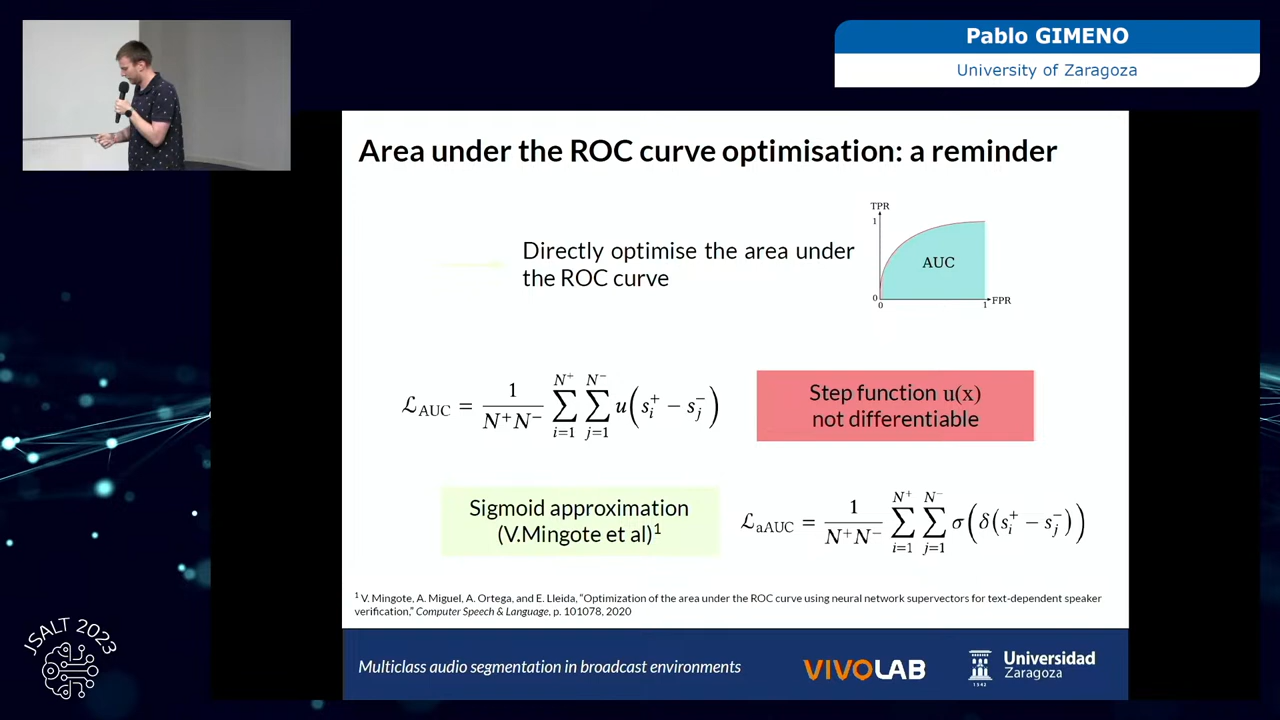 Pablo GIMENO
University of Zaragoza
Area under the ROC curve optimisation: a reminder
Directly optimise the area under
the ROC curve
TPR
1
AUC
0
0
1
FPR
ℒ_AUC = 1/(N⁺N⁻) ∑_{i=1}^{N⁺} ∑_{j=1}^{N⁻} u(s_i⁺ − s_j⁻)
Step function u(x)
not differentiable
Sigmoid approximation
(V.Mingote et al)¹
ℒ_aAUC = 1/(N⁺N⁻) ∑_{i=1}^{N⁺} ∑_{j=1}^{N⁻} σ(δ(s_i⁺ − s_j⁻))
¹ V. Mingote, A. Miguel, A. Ortega, and E. Lleida, “Optimization of the area under the ROC curve using neural network supervectors for text-dependent speaker
verification,” Computer Speech & Language, p. 101078, 2020
Multiclass audio segmentation in broadcast environments
VIVOLAB
Universidad
Zaragoza
1542
JSALT 2023